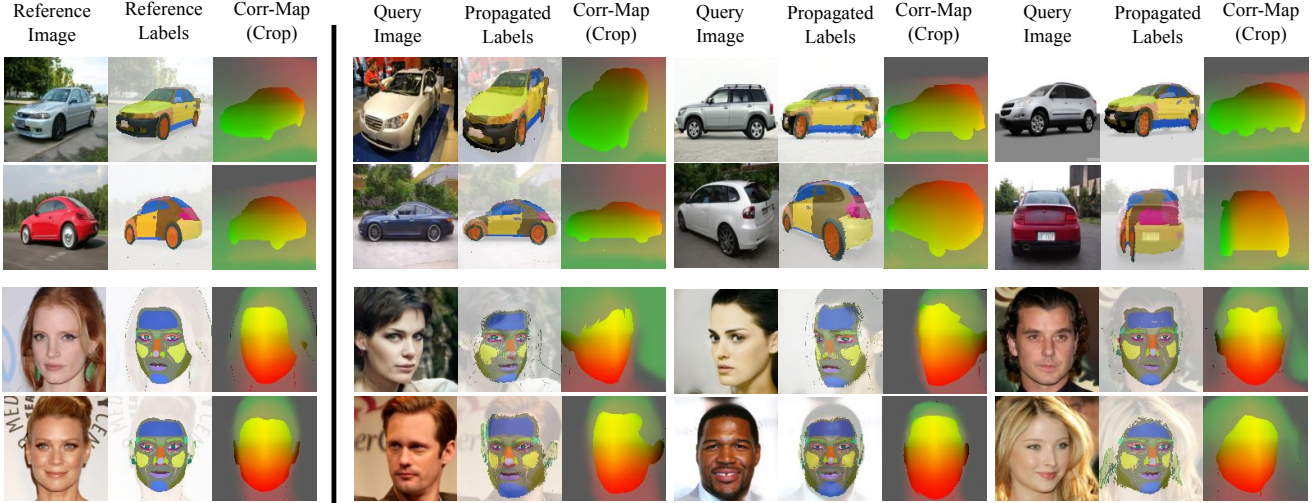 Reference Image
Reference Labels
Corr-Map (Crop)
Query Image
Propagated Labels
Corr-Map (Crop)
Query Image
Propagated Labels
Corr-Map (Crop)
Query Image
Propagated Labels
Corr-Map (Crop)